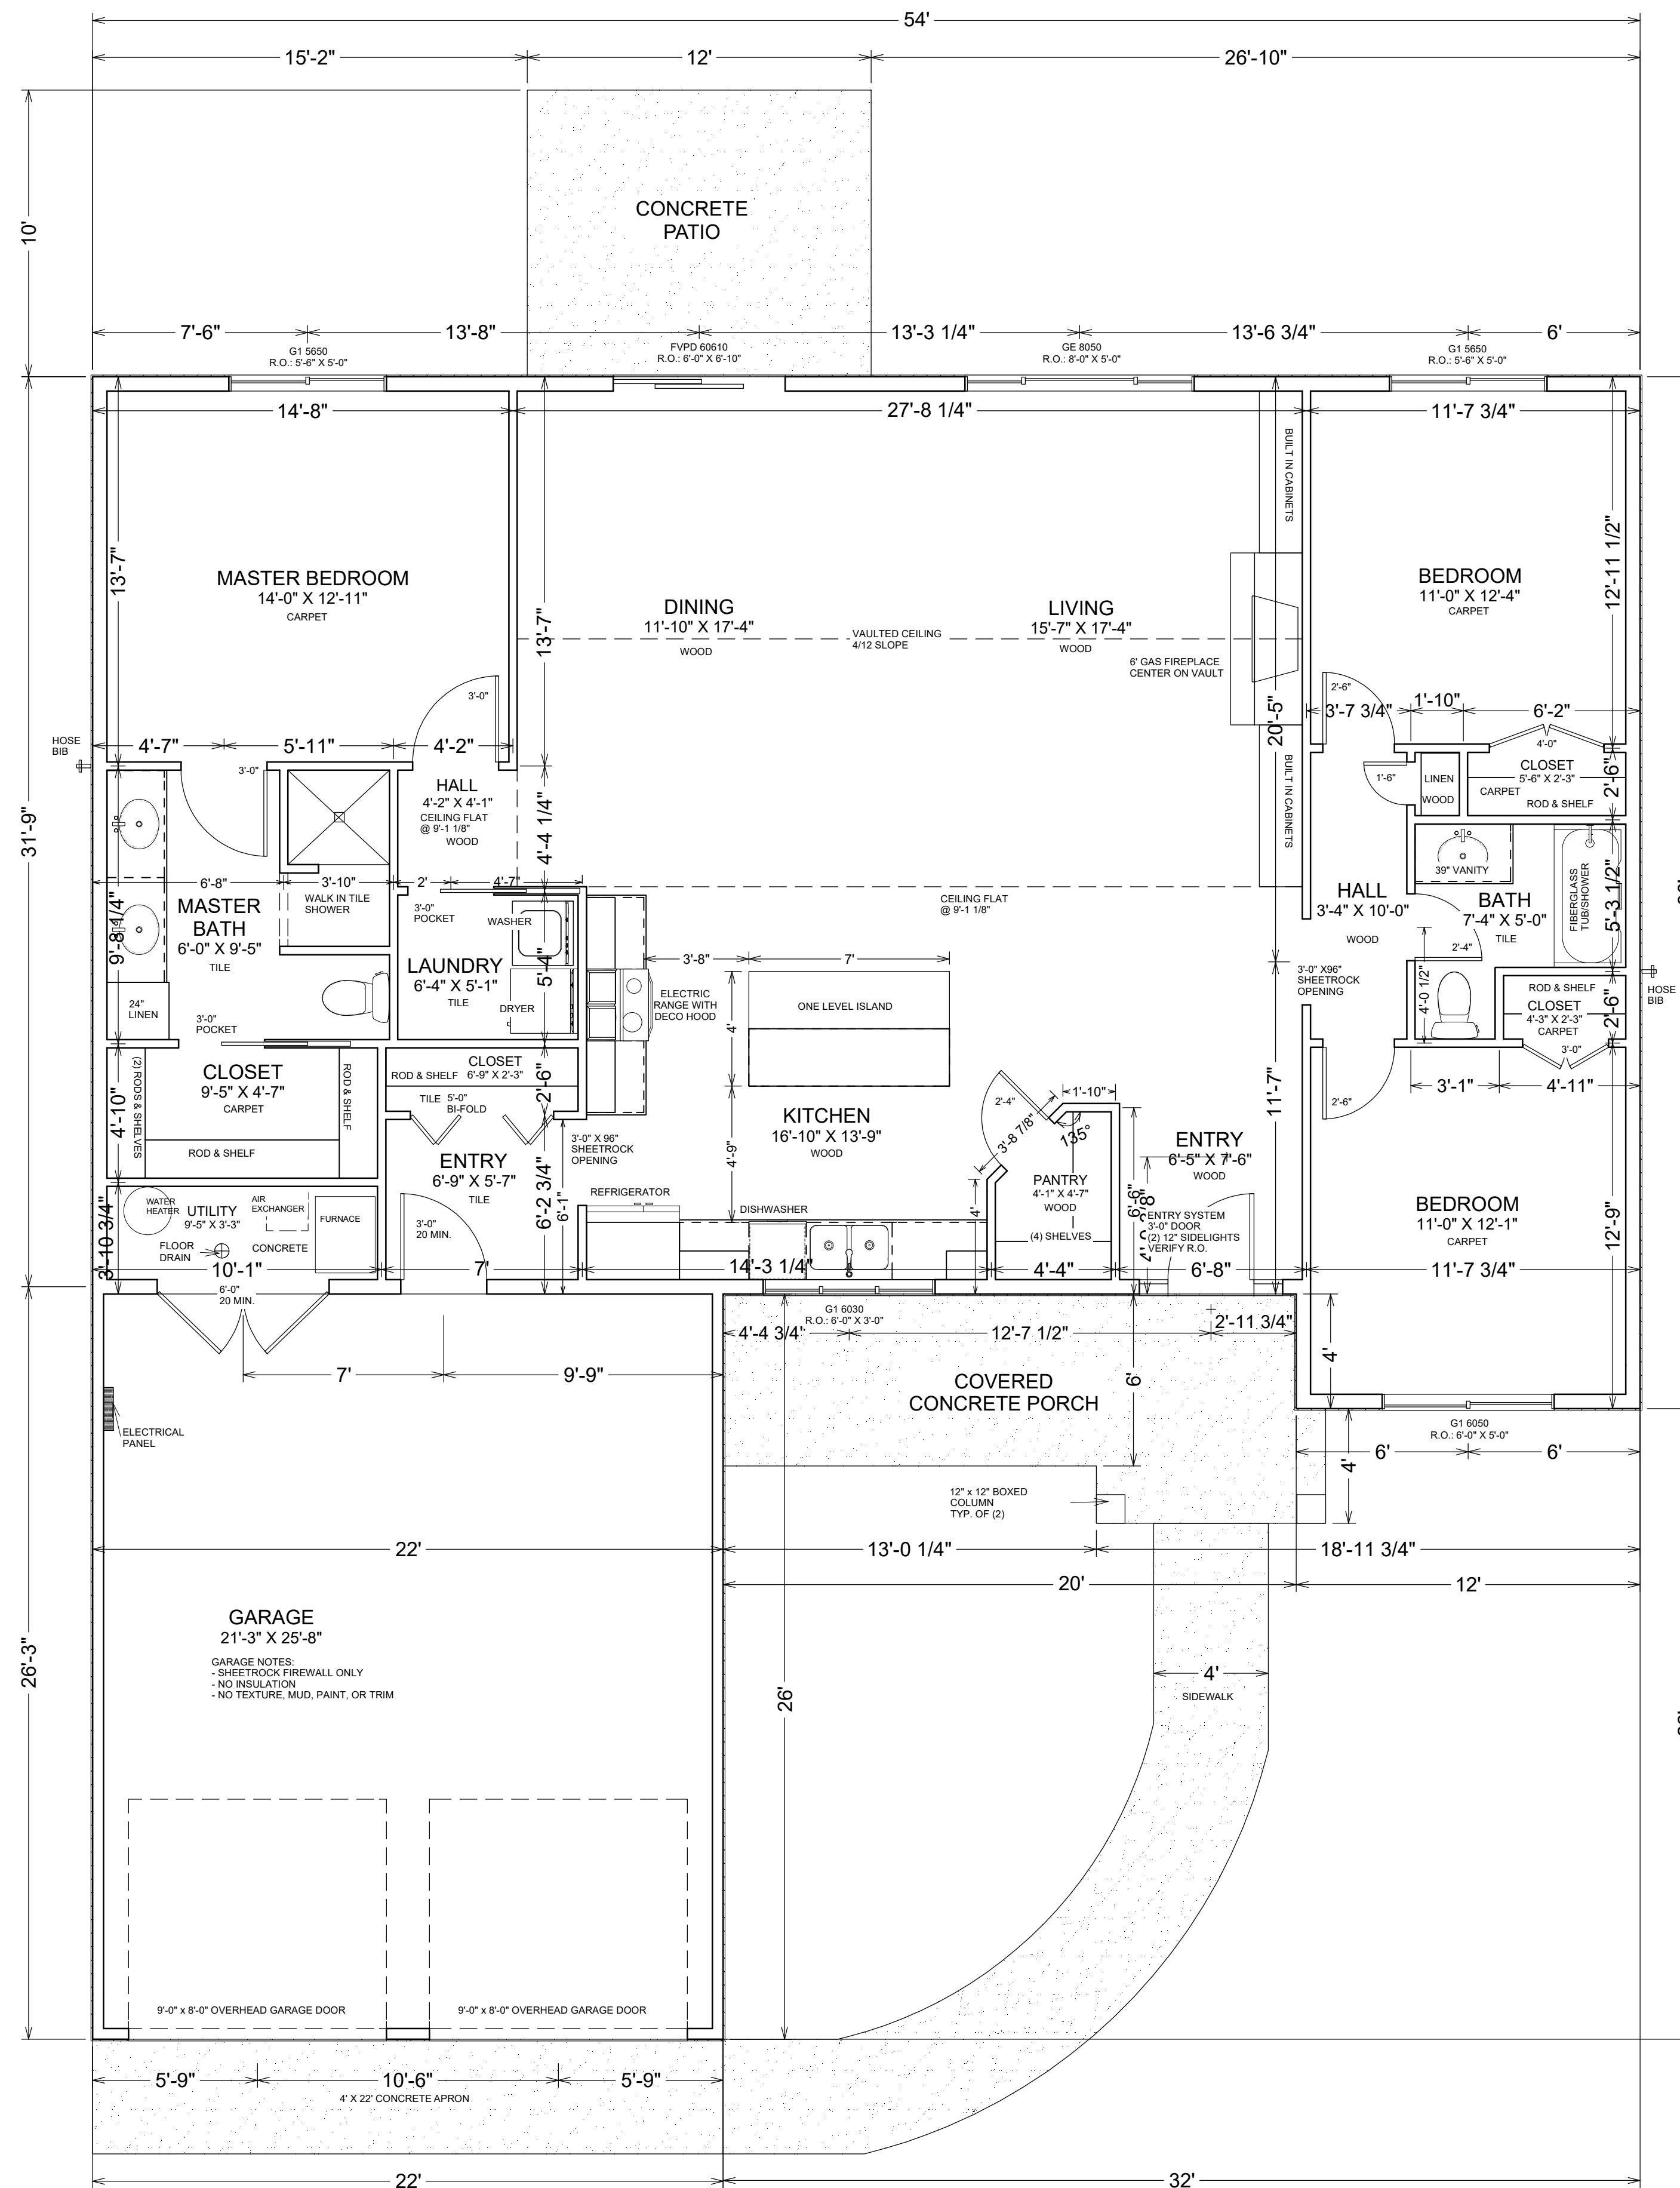 54'
15'-2"
12'
26'-10"
10'
CONCRETE
PATIO
7'-6"
13'-8"
13'-3 1/4"
13'-6 3/4"
6'
G1 5650
R.O.: 5'-6" X 5'-0"
FVPD 60610
R.O.: 6'-0" X 6'-10"
GE 8050
R.O.: 8'-0" X 5'-0"
G1 5650
R.O.: 5'-6" X 5'-0"
14'-8"
27'-8 1/4"
11'-7 3/4"
31'-9"
13'-7"
MASTER BEDROOM
14'-0" X 12'-11"
CARPET
3'-0"
13'-7"
DINING
11'-10" X 17'-4"
WOOD
VAULTED CEILING
4/12 SLOPE
LIVING
15'-7" X 17'-4"
WOOD
6' GAS FIREPLACE
CENTER ON VAULT
BUILT IN CABINETS
BUILT IN CABINETS
20'-5"
BEDROOM
11'-0" X 12'-4"
CARPET
12'-11 1/2"
2'-6"
3'-7 3/4"
1'-10"
6'-2"
HOSE
BIB
4'-7"
5'-11"
4'-2"
3'-0"
HALL
4'-2" X 4'-1"
CEILING FLAT
@ 9'-1 1/8"
WOOD
4'-4 1/4"
1'-6"
LINEN
WOOD
4'-0"
CLOSET
5'-6" X 2'-3"
CARPET
ROD & SHELF
2'-6"
6'-8"
3'-10"
2'
4'-7"
9'-8 1/4"
MASTER
BATH
6'-0" X 9'-5"
TILE
WALK IN TILE
SHOWER
3'-0"
POCKET
WASHER
LAUNDRY
6'-4" X 5'-1"
TILE
DRYER
5'-4"
CEILING FLAT
@ 9'-1 1/8"
39" VANITY
HALL
3'-4" X 10'-0"
WOOD
BATH
7'-4" X 5'-0"
TILE
FIBERGLASS
TUB/SHOWER
5'-3 1/2"
2'-4"
3'-8"
7'
24"
LINEN
3'-0"
POCKET
ELECTRIC
RANGE WITH
DECO HOOD
4'
ONE LEVEL ISLAND
3'-0" X96"
SHEETROCK
OPENING
4'-0 1/2"
ROD & SHELF
CLOSET
4'-3" X 2'-3"
CARPET
3'-0"
2'-6"
HOSE
BIB
(2) RODS & SHELVES
CLOSET
9'-5" X 4'-7"
CARPET
ROD & SHELF
ROD & SHELF
4'-10"
CLOSET
ROD & SHELF 6'-9" X 2'-3"
TILE 5'-0"
BI-FOLD
2'-6"
3'-1"
4'-11"
2'-6"
3'-0" X 96"
SHEETROCK
OPENING
4'-9"
KITCHEN
16'-10" X 13'-9"
WOOD
2'-4"
1'-10"
3'-8 7/8"
135°
11'-7"
ENTRY
6'-9" X 5'-7"
TILE
6'-2 3/4"
6'-1"
PANTRY
4'-1" X 4'-7"
WOOD
(4) SHELVES
4'
6'-6"
ENTRY
6'-5" X 7'-6"
WOOD
ENTRY SYSTEM
3'-0" DOOR
(2) 12" SIDELIGHTS
VERIFY R.O.
BEDROOM
11'-0" X 12'-1"
CARPET
12'-9"
3'-10 3/4"
WATER
HEATER
UTILITY
9'-5" X 3'-3"
AIR
EXCHANGER
FURNACE
FLOOR
DRAIN
CONCRETE
3'-0"
20 MIN.
REFRIGERATOR
DISHWASHER
10'-1"
7'
14'-3 1/4"
4'-4"
6'-8"
11'-7 3/4"
6'-0"
20 MIN.
G1 6030
R.O.: 6'-0" X 3'-0"
4'-4 3/4"
12'-7 1/2"
2'-11 3/4"
7'
9'-9"
6'
4'
COVERED
CONCRETE PORCH
ELECTRICAL
PANEL
G1 6050
R.O.: 6'-0" X 5'-0"
6'
6'
4'
12" x 12" BOXED
COLUMN
TYP. OF (2)
22'
13'-0 1/4"
18'-11 3/4"
20'
12'
26'-3"
GARAGE
21'-3" X 25'-8"
GARAGE NOTES:
- SHEETROCK FIREWALL ONLY
- NO INSULATION
- NO TEXTURE, MUD, PAINT, OR TRIM
26'
4'
SIDEWALK
9'-0" x 8'-0" OVERHEAD GARAGE DOOR
9'-0" x 8'-0" OVERHEAD GARAGE DOOR
5'-9"
10'-6"
5'-9"
4' X 22' CONCRETE APRON
22'
32'